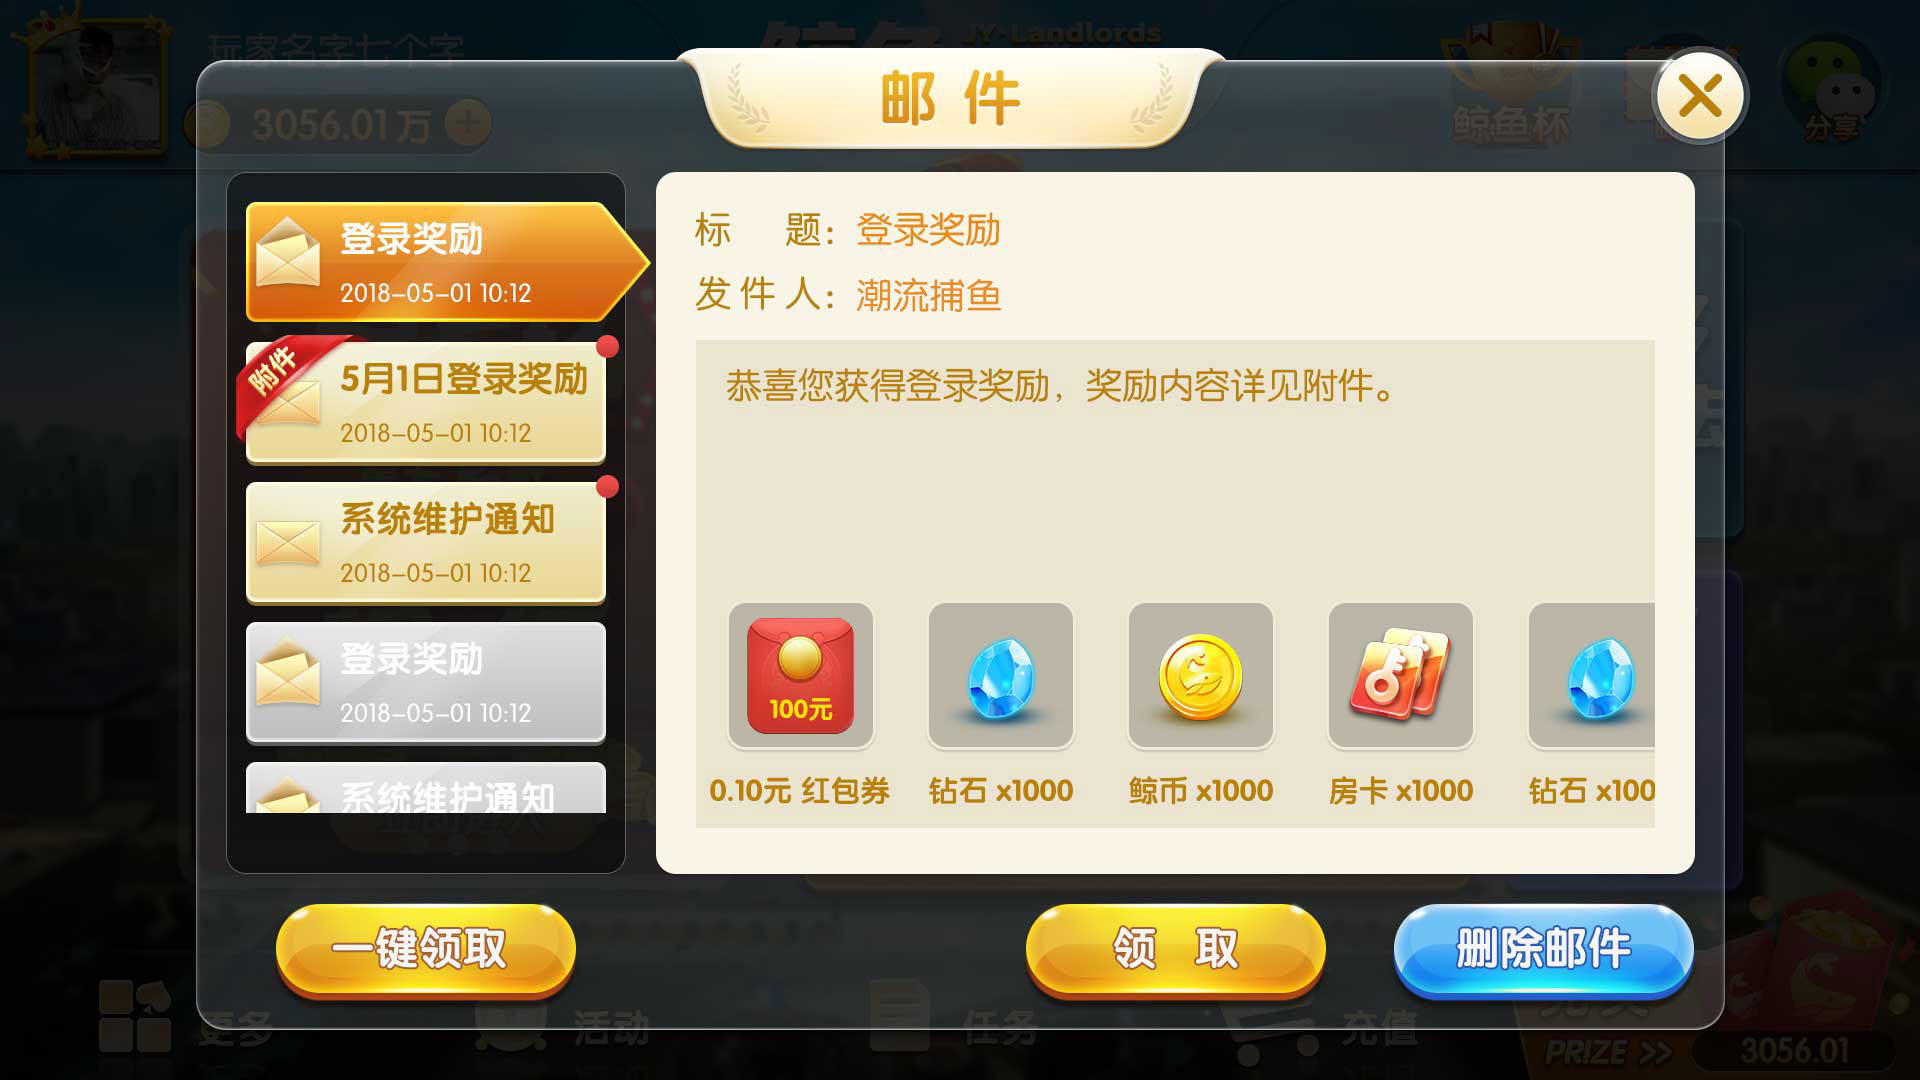 玩家名字七个字
JY·Landlords
3056.01万
邮 件
鲸鱼杯
分享
登录奖励
2018-05-01 10:12
附件
5月1日登录奖励
2018-05-01 10:12
系统维护通知
2018-05-01 10:12
登录奖励
2018-05-01 10:12
系统维护通知
标 题：登录奖励
发件人：潮流捕鱼
恭喜您获得登录奖励，奖励内容详见附件。
100元
0.10元 红包券
钻石 x1000
鲸币 x1000
房卡 x1000
钻石 x100
一键领取
领 取
删除邮件
更多
活动
任务
充值
PRIZE >>
3056.01